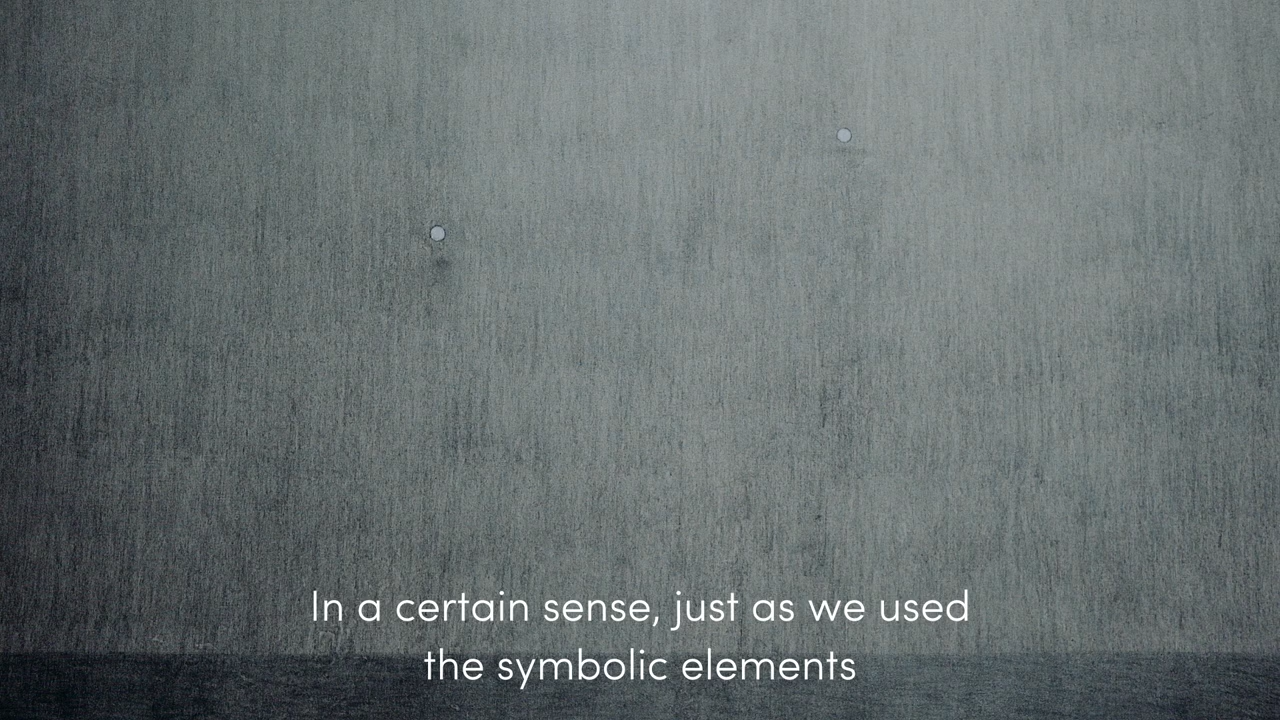 In a certain sense, just as we used
the symbolic elements